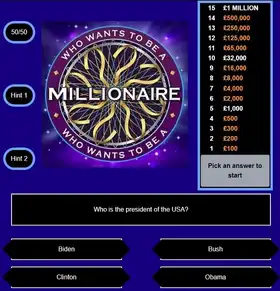 50/50
Hint 1
Hint 2
WHO WANTS TO BE A
MILLIONAIRE
WHO WANTS TO BE A
15 £1 MILLION
14 £500,000
13 £250,000
12 £125,000
11 £65,000
10 £32,000
9 £16,000
8 £8,000
7 £4,000
6 £2,000
5 £1,000
4 £500
3 £300
2 £200
1 £100
Pick an answer to
start
Who is the president of the USA?
Biden
Bush
Clinton
Obama